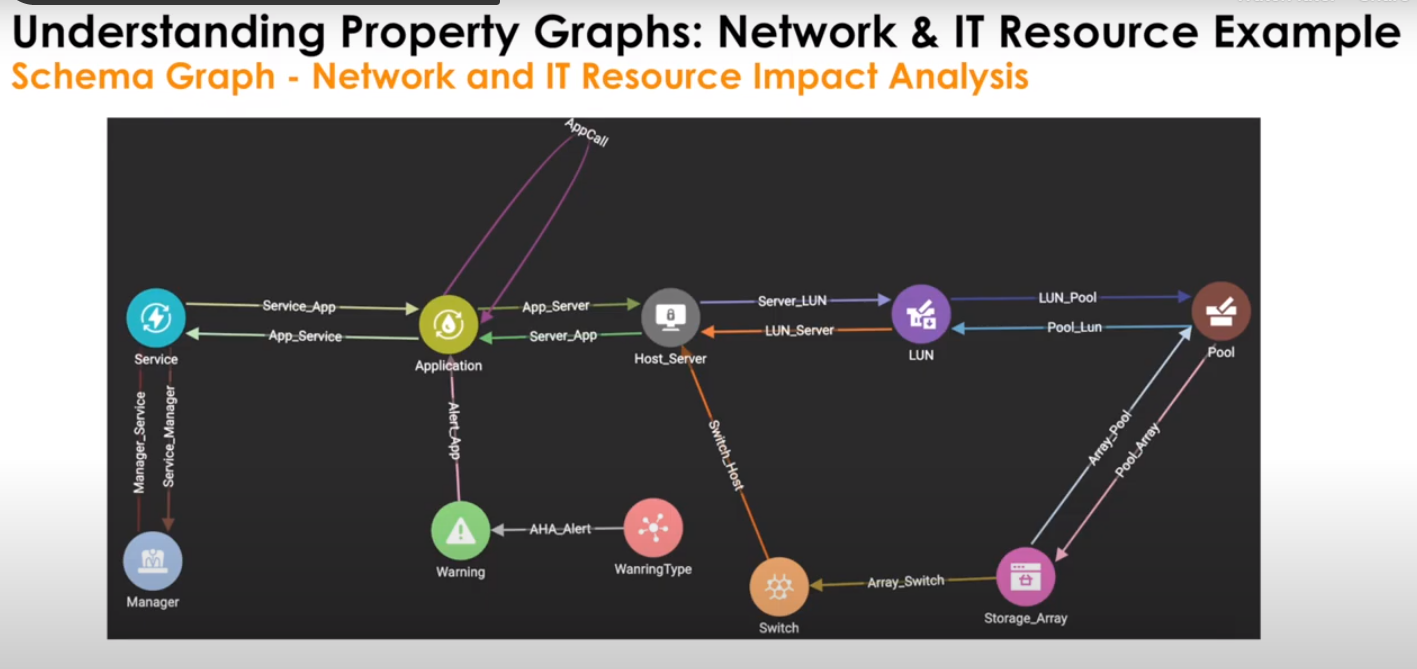 Understanding Property Graphs: Network & IT Resource Example
Schema Graph - Network and IT Resource Impact Analysis
AppCall
Service_App
App_Service
App_Server
Server_App
Server_LUN
LUN_Server
LUN_Pool
Pool_Lun
Service
Application
Host_Server
LUN
Pool
Manager_Service
Service_Manager
Alert_App
Switch_Host
Array_Pool
Pool_Array
AHA_Alert
Warning
WanringType
Array_Switch
Manager
Switch
Storage_Array